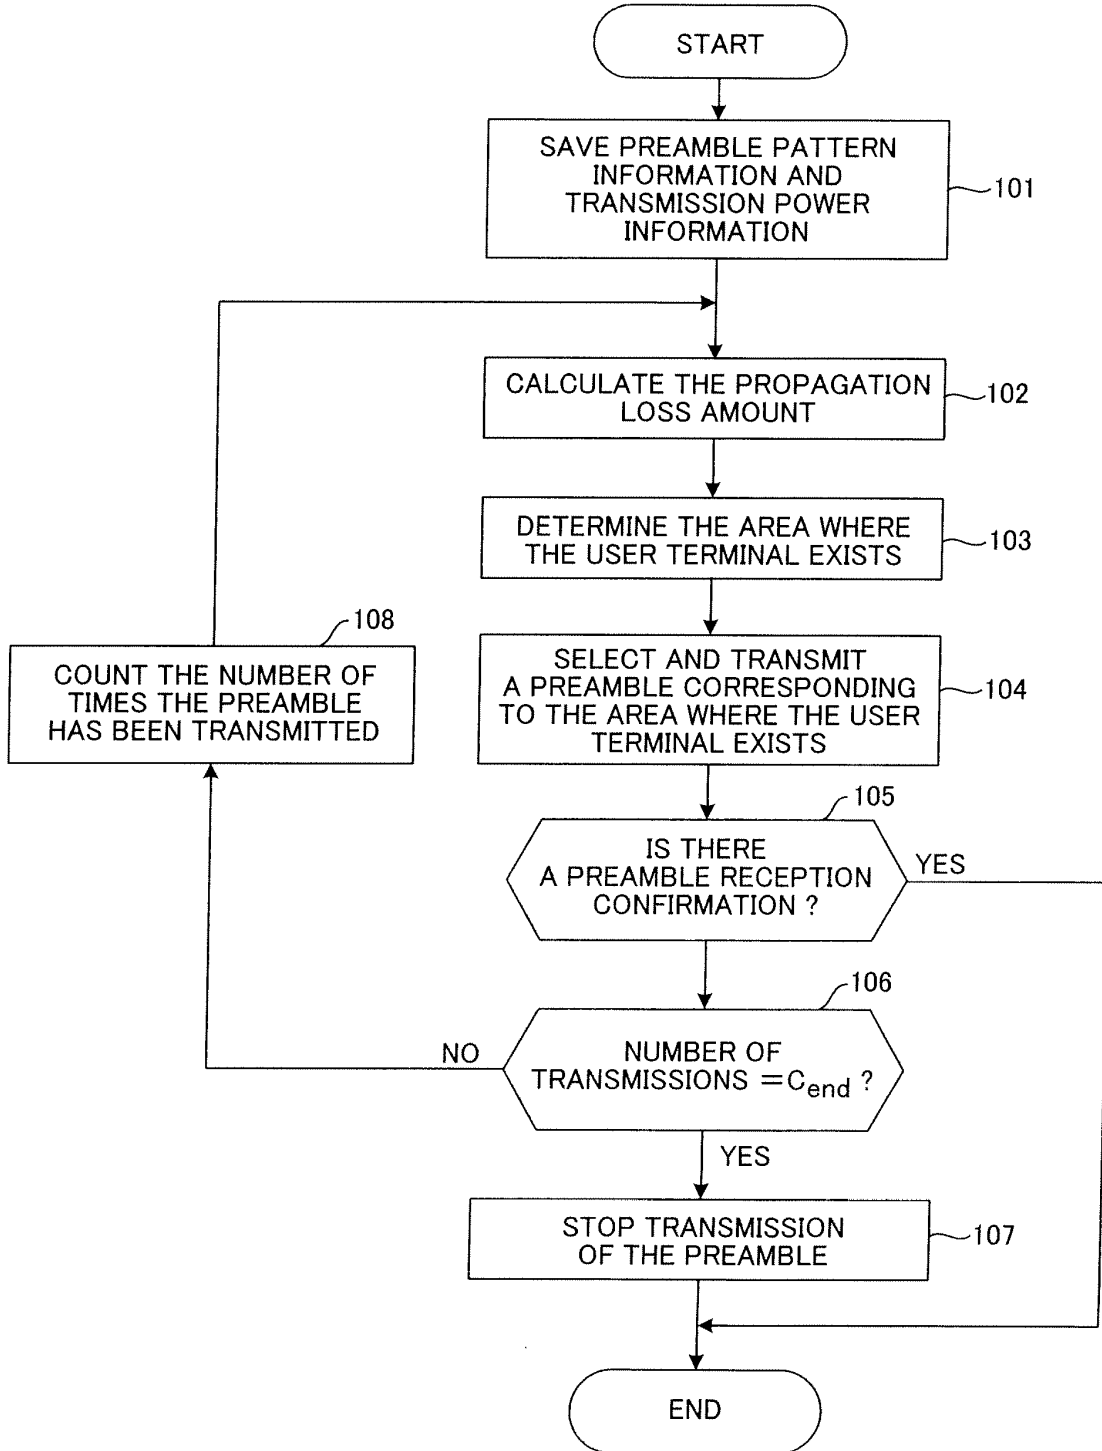 START
SAVE PREAMBLE PATTERN
INFORMATION AND
TRANSMISSION POWER
INFORMATION
101
CALCULATE THE PROPAGATION
LOSS AMOUNT
102
DETERMINE THE AREA WHERE
THE USER TERMINAL EXISTS
103
108
COUNT THE NUMBER OF
TIMES THE PREAMBLE
HAS BEEN TRANSMITTED
SELECT AND TRANSMIT
A PREAMBLE CORRESPONDING
TO THE AREA WHERE THE USER
TERMINAL EXISTS
104
105
IS THERE
A PREAMBLE RECEPTION
CONFIRMATION ?
YES
106
NO
NUMBER OF
TRANSMISSIONS =Cend ?
YES
STOP TRANSMISSION
OF THE PREAMBLE
107
END